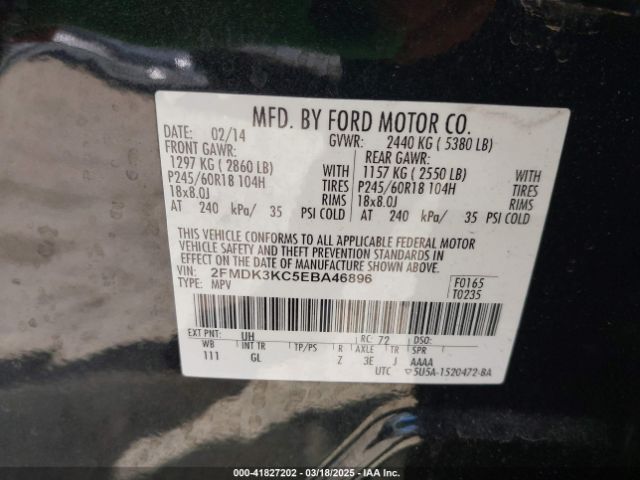 MFD. BY FORD MOTOR CO.
DATE: 02/14 GVWR: 2440 KG ( 5380 LB)
FRONT GAWR: REAR GAWR:
1297 KG ( 2860 LB) 1157 KG ( 2550 LB)
P245/60R18 104H TIRES P245/60R18 104H TIRES
18x8.0J RIMS 18x8.0J RIMS
AT 240 kPa/ 35 PSI COLD AT 240 kPa/ 35 PSI COLD
THIS VEHICLE CONFORMS TO ALL APPLICABLE FEDERAL MOTOR
VEHICLE SAFETY AND THEFT PREVENTION STANDARDS IN EFFECT
ON THE DATE OF MANUFACTURE SHOWN ABOVE.
VIN: 2FMDK3KC5EBA46896 F0165
TYPE: MPV T0235
EXT PNT: UH RC: 72 DSO:
WB INT TR TP/PS R AXLE TR SPR
111 GL Z 3E J AAAA
UTC ▽5U5A-1520472-BA
000-41827202 — 03/18/2025 — IAA Inc.